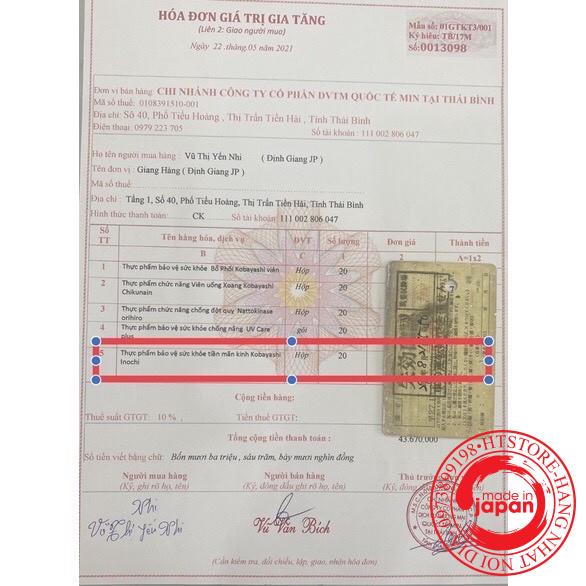 HÓA ĐƠN GIÁ TRỊ GIA TĂNG
(Liên 2: Giao người mua)
Ngày 22 .tháng.05 .năm 2021
Mẫu số: 01GTKT3/001
Ký hiệu: TB/17M
Số:0013098
Đơn vị bán hàng: CHI NHÁNH CÔNG TY CỔ PHẦN DVTM QUỐC TẾ MIN TẠI THÁI BÌNH
Mã số thuế: 0108391510-001
Địa chỉ: Số 40, Phố Tiểu Hoàng, Thị Trấn Tiền Hải, Tỉnh Thái Bình
Điện thoại: 0979 223 705
Số tài khoản: 111 002 806 047
Họ tên người mua hàng: Vũ Thị Yến Nhi ( Định Giang JP )
Tên đơn vị : Giang Hằng ( Định Giang JP )
Mã số thuế:
Địa chỉ : Tầng 1, Số 40, Phố Tiểu Hoàng, Thị Trấn Tiền Hải, Tỉnh Thái Bình
Hình thức thanh toán: CK Số tài khoản: 111 002 806 047
Số TT Tên hàng hóa, dịch vụ ĐVT Số lượng Đơn giá Thành tiền
B C 1 A=1x2
1 Thực phẩm bảo vệ sức khỏe Bổ Phổi Kobayashi viên Hộp 20
2 Thực phẩm chức năng Viên uống Xoang Kobayashi Chikunain Hộp 20
3 Thực phẩm chức năng chống đột quỵ Nattokinase orihiro Hộp 20
4 Thực phẩm bảo vệ sức khỏe chống nắng UV Care plus gói 20
5 Thực phẩm bảo vệ sức khỏe tiền mãn kinh Kobayashi Inochi Hộp 20
Cộng tiền hàng:
Thuế suất GTGT: 10 % Tiền thuế GTGT:
Tổng cộng tiền thanh toán: 43.670.000
Số tiền viết bằng chữ: Bốn mươi ba triệu , sáu trăm, bảy mươi nghìn đồng
Người mua hàng
(Ký, ghi rõ họ, tên)
Người bán hàng
(Ký, ghi rõ họ, tên)
Thủ trưởng
(Ký, đóng dấu, ghi
Nhi
Vũ Thị Yến Nhi
Vũ Văn Bích
(Cần kiểm tra, đối chiếu, lập, giao, nhận hóa đơn)
0973699198•HTSTORE-HÀNG NHẬT NỘI ĐỊA
made in
japan